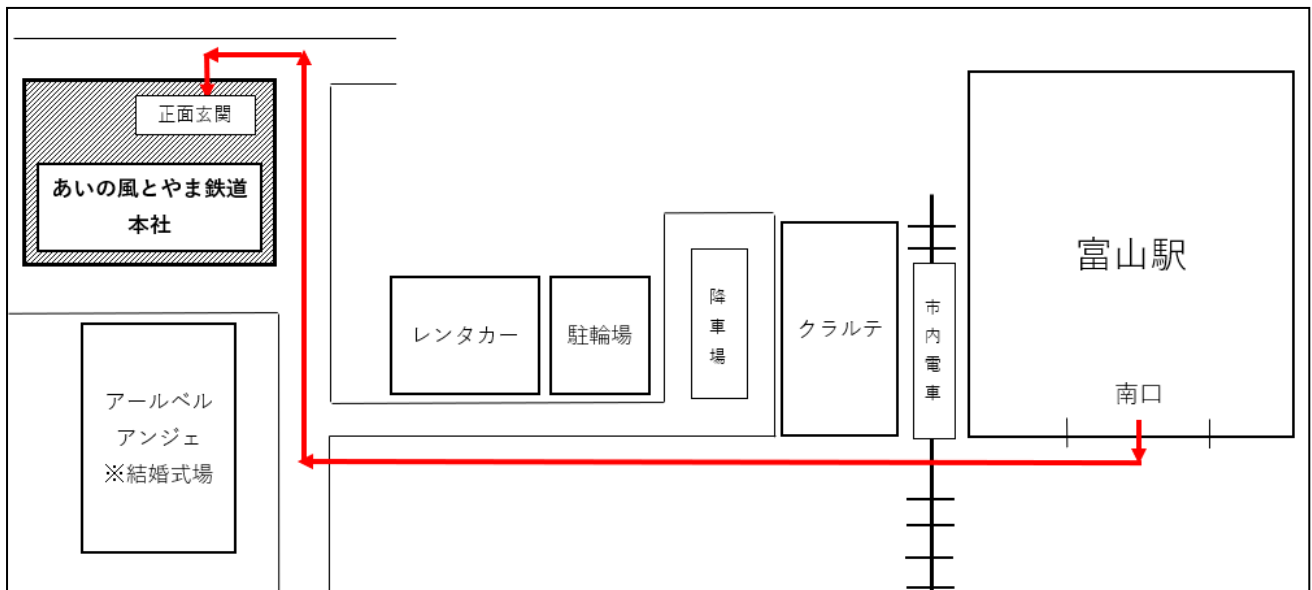 正面玄関
あいの風とやま鉄道
本社
アールベル
アンジェ
※結婚式場
レンタカー
駐輪場
降車場
クラルテ
市内電車
富山駅
南口